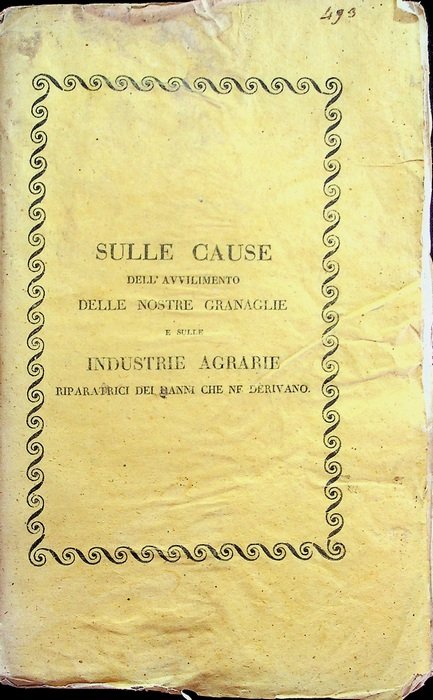 493
SULLE CAUSE
DELL' AVVILIMENTO
DELLE NOSTRE GRANAGLIE
E SULLE
INDUSTRIE AGRARIE
RIPARATRICI DEI DANNI CHE NE DERIVANO.